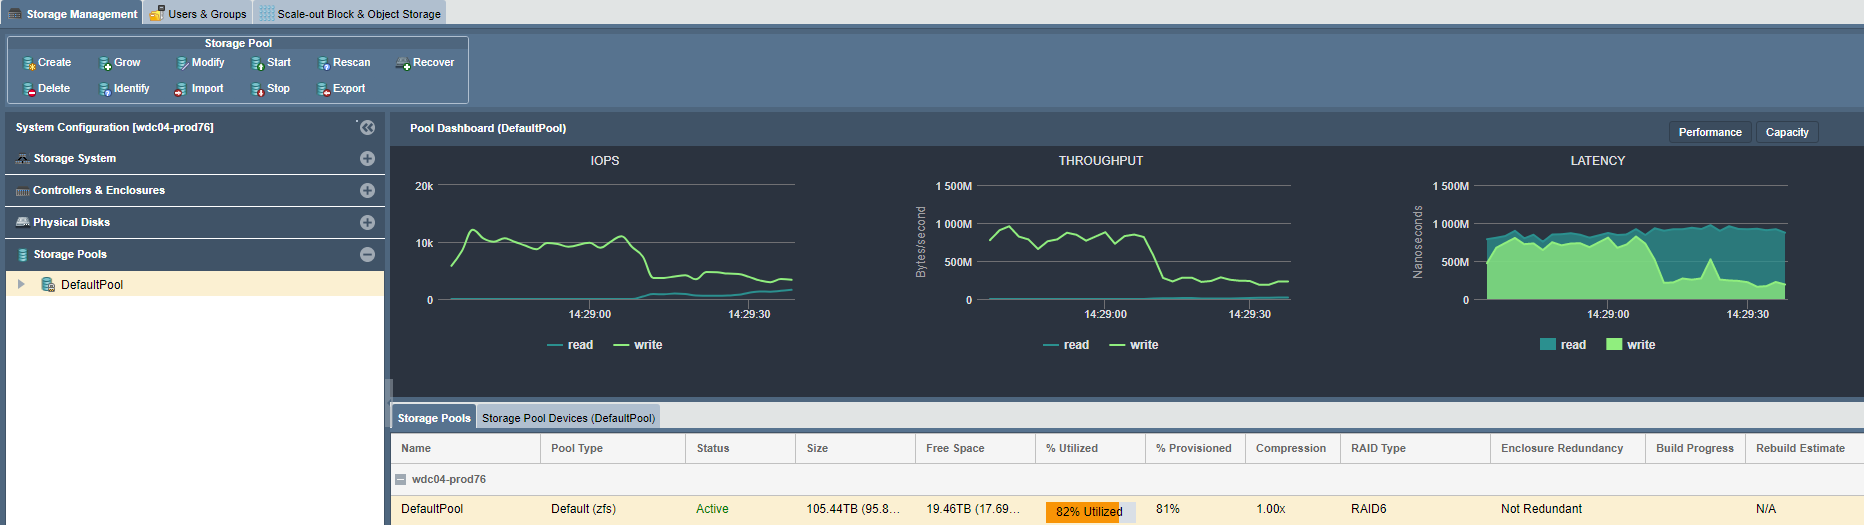 Storage Management Users & Groups Scale-out Block & Object Storage
Storage Pool
Create Grow Modify Start Rescan Recover
Delete Identify Import Stop Export
System Configuration [wdc04-prod76]
Storage System
Controllers & Enclosures
Physical Disks
Storage Pools
DefaultPool
Pool Dashboard (DefaultPool)
Performance Capacity
IOPS
20k
10k
0
14:29:00 14:29:30
read write
THROUGHPUT
Bytes/second
1 500M
1 000M
500M
0
14:29:00 14:29:30
read write
LATENCY
Nanoseconds
1 500M
1 000M
500M
0
14:29:00 14:29:30
read write
Storage Pools Storage Pool Devices (DefaultPool)
Name Pool Type Status Size Free Space % Utilized % Provisioned Compression RAID Type Enclosure Redundancy Build Progress Rebuild Estimate
wdc04-prod76
DefaultPool Default (zfs) Active 105.44TB (95.8... 19.46TB (17.69... 82% Utilized 81% 1.00x RAID6 Not Redundant N/A